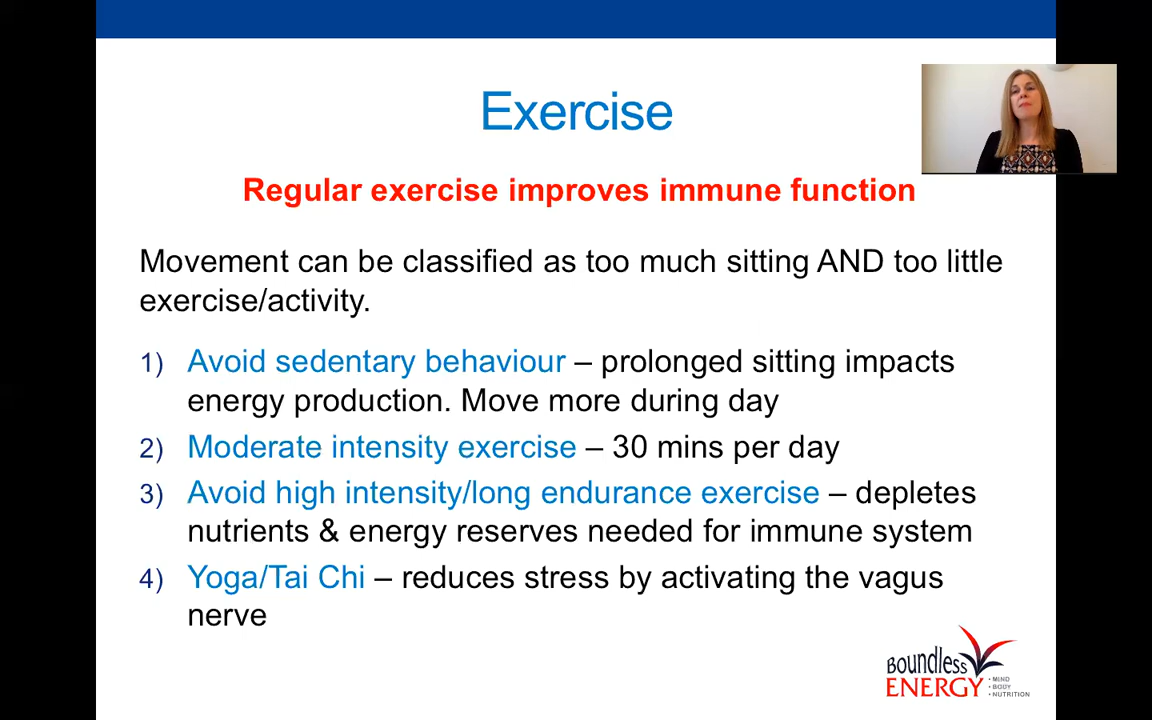 Exercise
Regular exercise improves immune function
Movement can be classified as too much sitting AND too little
exercise/activity.
1) Avoid sedentary behaviour – prolonged sitting impacts
energy production. Move more during day
2) Moderate intensity exercise – 30 mins per day
3) Avoid high intensity/long endurance exercise – depletes
nutrients & energy reserves needed for immune system
4) Yoga/Tai Chi – reduces stress by activating the vagus
nerve
Boundless
ENERGY
• MIND
• BODY
• NUTRITION